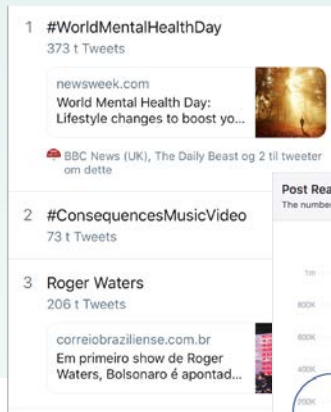 1 #WorldMentalHealthDay
373 t Tweets
newsweek.com
World Mental Health Day:
Lifestyle changes to boost yo...
BBC News (UK), The Daily Beast og 2 til tweeter
om dette
2 #ConsequencesMusicVideo
73 t Tweets
3 Roger Waters
206 t Tweets
correiobraziliense.com.br
Em primeiro show de Roger
Waters, Bolsonaro é apontad...
Post Rea
The number
1m
800K
600K
400K
200K